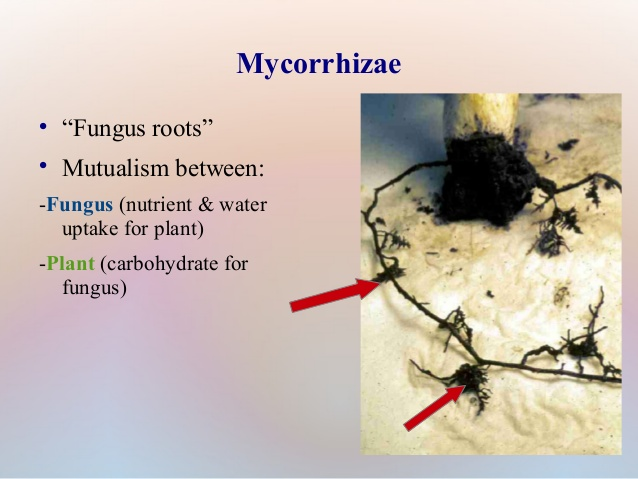 Mycorrhizae
• “Fungus roots”
• Mutualism between:
-Fungus (nutrient & water
uptake for plant)
-Plant (carbohydrate for
fungus)